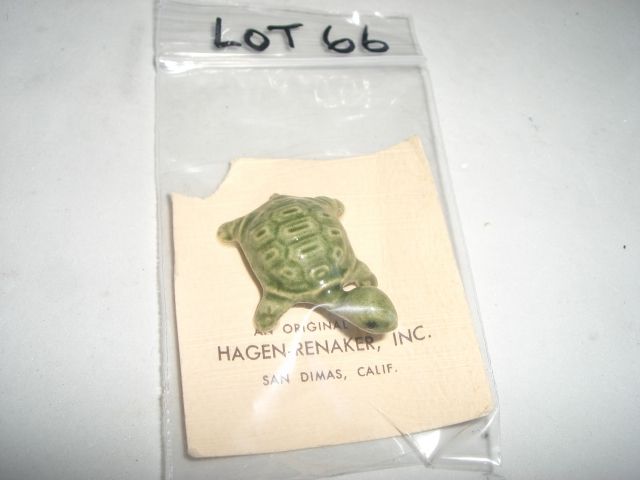 LOT 66
AN ORIGINAL
HAGEN-RENAKER, INC.
SAN DIMAS, CALIF.